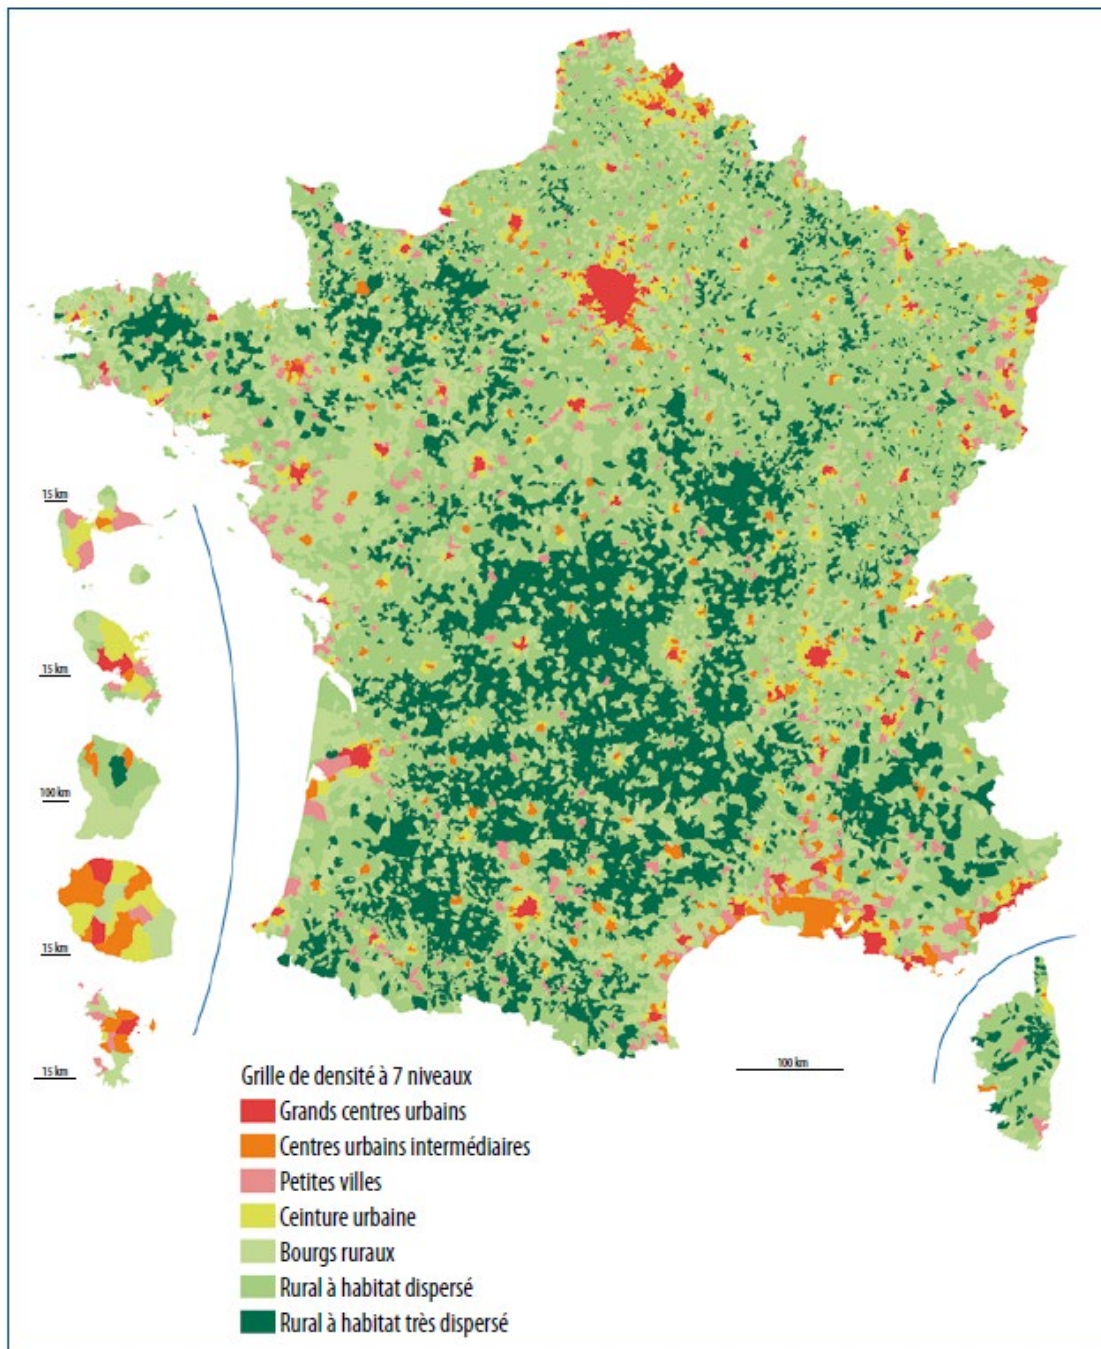 15 km
15 km
100 km
15 km
15 km
100 km
Grille de densité à 7 niveaux
Grands centres urbains
Centres urbains intermédiaires
Petites villes
Ceinture urbaine
Bourgs ruraux
Rural à habitat dispersé
Rural à habitat très dispersé